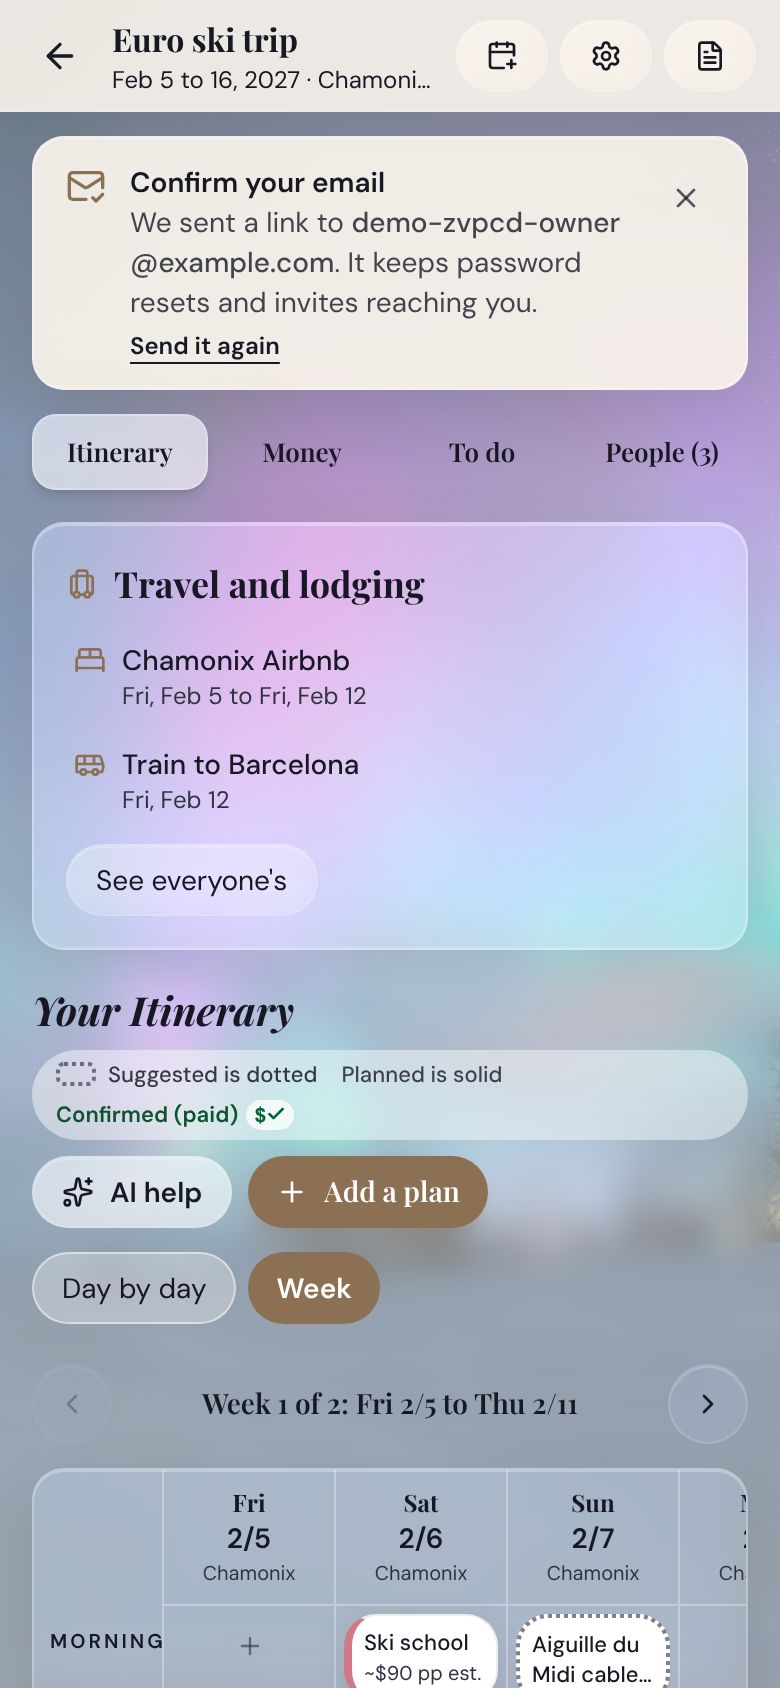 Euro ski trip
Feb 5 to 16, 2027 · Chamoni...
Confirm your email
We sent a link to demo-zvpcd-owner
@example.com. It keeps password
resets and invites reaching you.
Send it again
Itinerary Money To do People (3)
Travel and lodging
Chamonix Airbnb
Fri, Feb 5 to Fri, Feb 12
Train to Barcelona
Fri, Feb 12
See everyone's
Your Itinerary
Suggested is dotted Planned is solid
Confirmed (paid) $✓
AI help + Add a plan
Day by day Week
Week 1 of 2: Fri 2/5 to Thu 2/11
Fri Sat Sun
2/5 2/6 2/7
Chamonix Chamonix Chamonix
MORNING + Ski school Aiguille du
~$90 pp est. Midi cable...